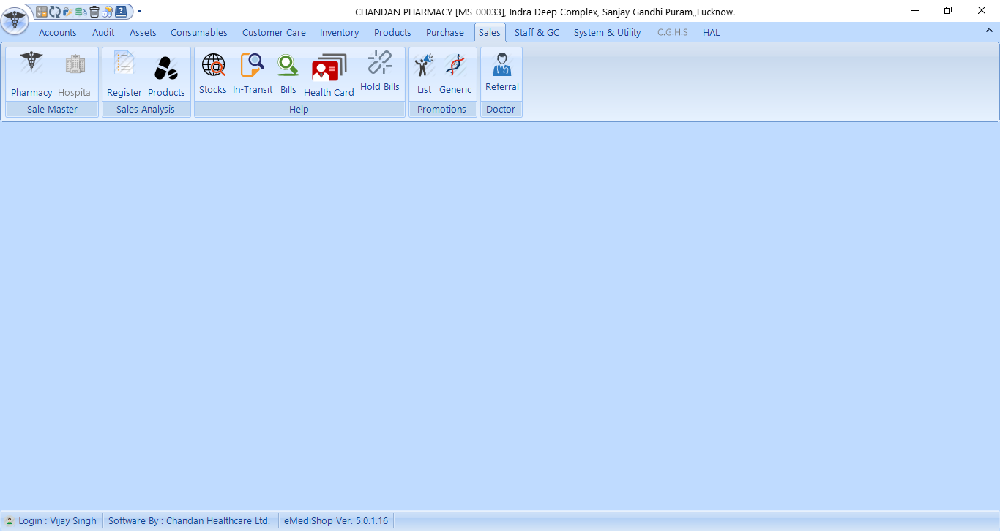 CHANDAN PHARMACY [MS-00033], Indra Deep Complex, Sanjay Gandhi Puram,,Lucknow.
Accounts Audit Assets Consumables Customer Care Inventory Products Purchase Sales Staff & GC System & Utility C.G.H.S HAL
Pharmacy Hospital Register Products Stocks In-Transit Bills Health Card Hold Bills List Generic Referral
Sale Master Sales Analysis Help Promotions Doctor
Login : Vijay Singh Software By : Chandan Healthcare Ltd. eMediShop Ver. 5.0.1.16